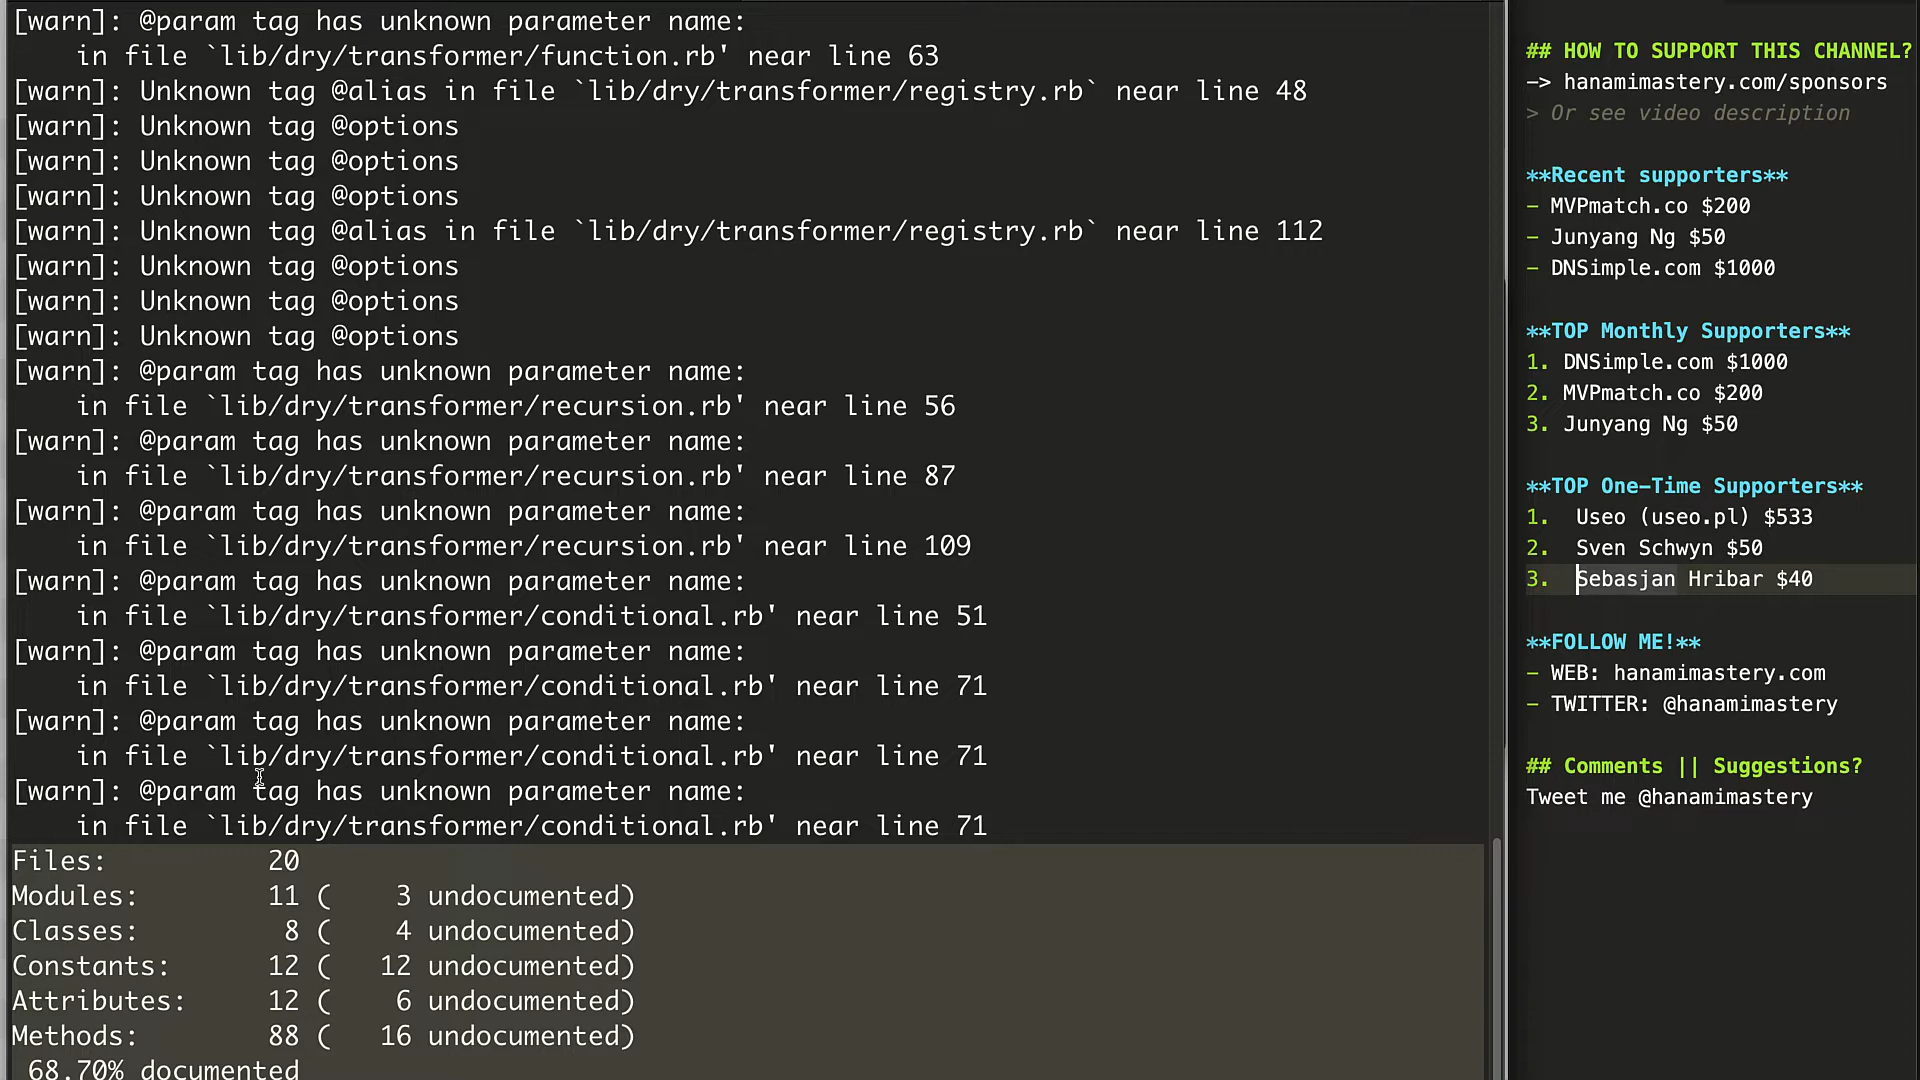 [warn]: @param tag has unknown parameter name:
    in file `lib/dry/transformer/function.rb' near line 63
[warn]: Unknown tag @alias in file `lib/dry/transformer/registry.rb` near line 48
[warn]: Unknown tag @options
[warn]: Unknown tag @options
[warn]: Unknown tag @options
[warn]: Unknown tag @alias in file `lib/dry/transformer/registry.rb` near line 112
[warn]: Unknown tag @options
[warn]: Unknown tag @options
[warn]: Unknown tag @options
[warn]: @param tag has unknown parameter name:
    in file `lib/dry/transformer/recursion.rb' near line 56
[warn]: @param tag has unknown parameter name:
    in file `lib/dry/transformer/recursion.rb' near line 87
[warn]: @param tag has unknown parameter name:
    in file `lib/dry/transformer/recursion.rb' near line 109
[warn]: @param tag has unknown parameter name:
    in file `lib/dry/transformer/conditional.rb' near line 51
[warn]: @param tag has unknown parameter name:
    in file `lib/dry/transformer/conditional.rb' near line 71
[warn]: @param tag has unknown parameter name:
    in file `lib/dry/transformer/conditional.rb' near line 71
[warn]: @param tag has unknown parameter name:
    in file `lib/dry/transformer/conditional.rb' near line 71
Files:          20
Modules:        11 (    3 undocumented)
Classes:         8 (    4 undocumented)
Constants:      12 (   12 undocumented)
Attributes:     12 (    6 undocumented)
Methods:        88 (   16 undocumented)
 68.70% documented
## HOW TO SUPPORT THIS CHANNEL?
-> hanamimastery.com/sponsors
> Or see video description
**Recent supporters**
- MVPmatch.co $200
- Junyang Ng $50
- DNSimple.com $1000
**TOP Monthly Supporters**
1. DNSimple.com $1000
2. MVPmatch.co $200
3. Junyang Ng $50
**TOP One-Time Supporters**
1.  Useo (useo.pl) $533
2.  Sven Schwyn $50
3.  Sebasjan Hribar $40
**FOLLOW ME!**
- WEB: hanamimastery.com
- TWITTER: @hanamimastery
## Comments || Suggestions?
Tweet me @hanamimastery